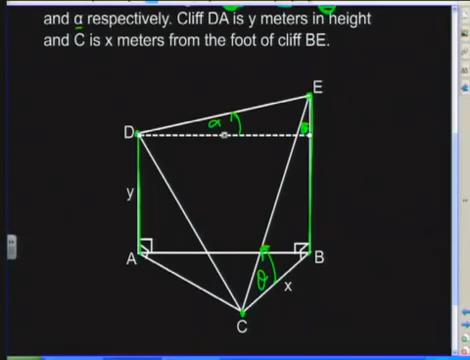 and α respectively. Cliff DA is y meters in height
and C is x meters from the foot of cliff BE.
E
D
α
y
A
B
θ
x
C